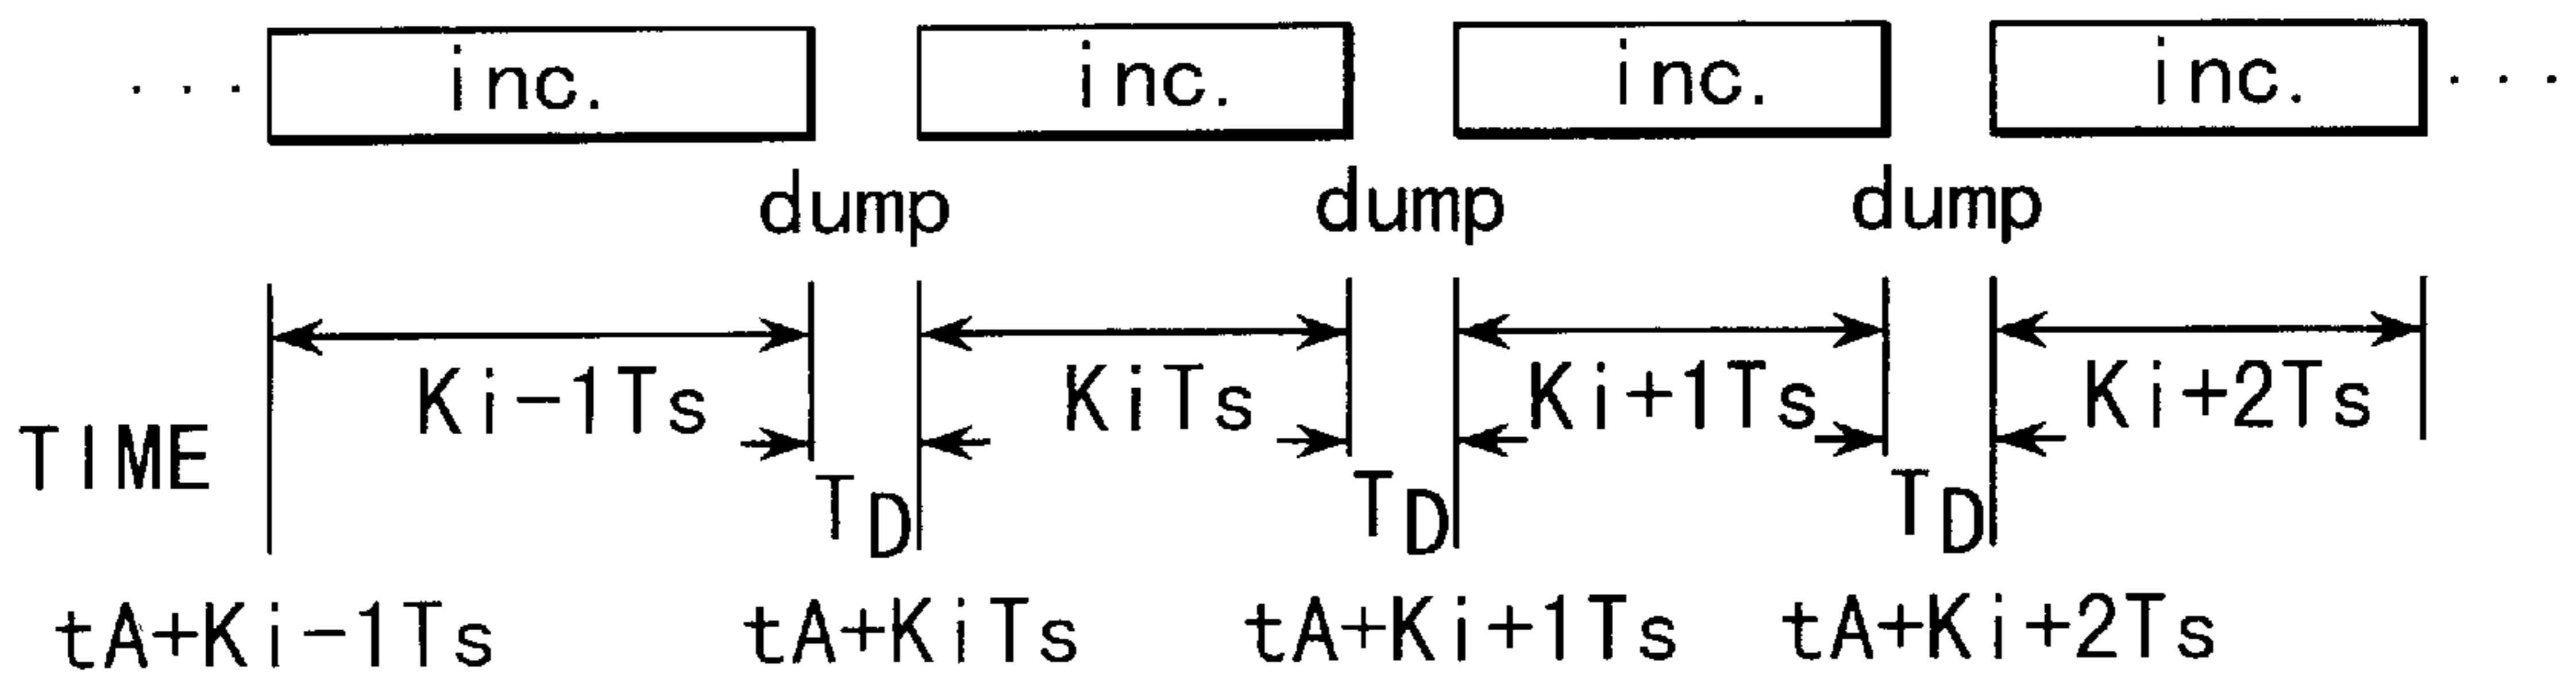 ... inc. inc. inc. inc. ...
dump dump dump
Ki-1Ts KiTs Ki+1Ts Ki+2Ts
TIME
TD TD TD
tA+Ki-1Ts tA+KiTs tA+Ki+1Ts tA+Ki+2Ts